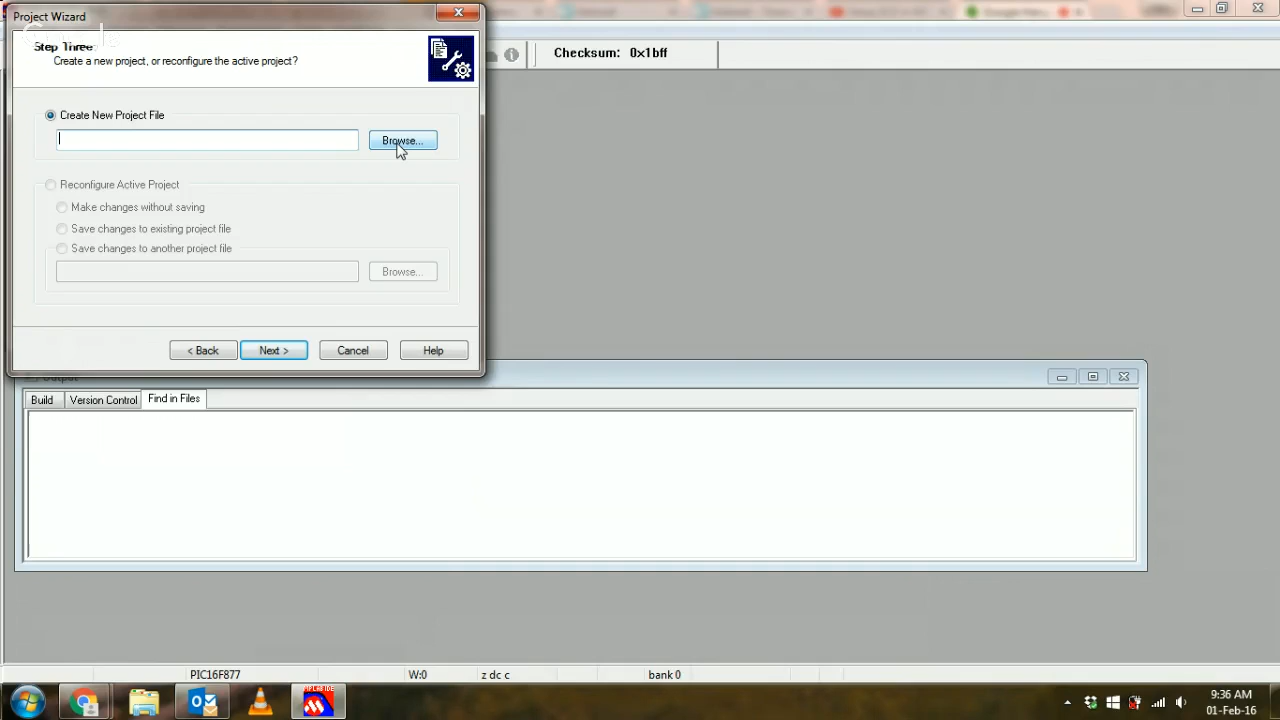 Project Wizard
Step Three:
Create a new project, or reconfigure the active project?
Checksum: 0x1bff
Create New Project File
Browse...
Reconfigure Active Project
Make changes without saving
Save changes to existing project file
Save changes to another project file
Browse...
< Back
Next >
Cancel
Help
Output
Build
Version Control
Find in Files
PIC16F877
W:0
z dc c
bank 0
9:36 AM
01-Feb-16